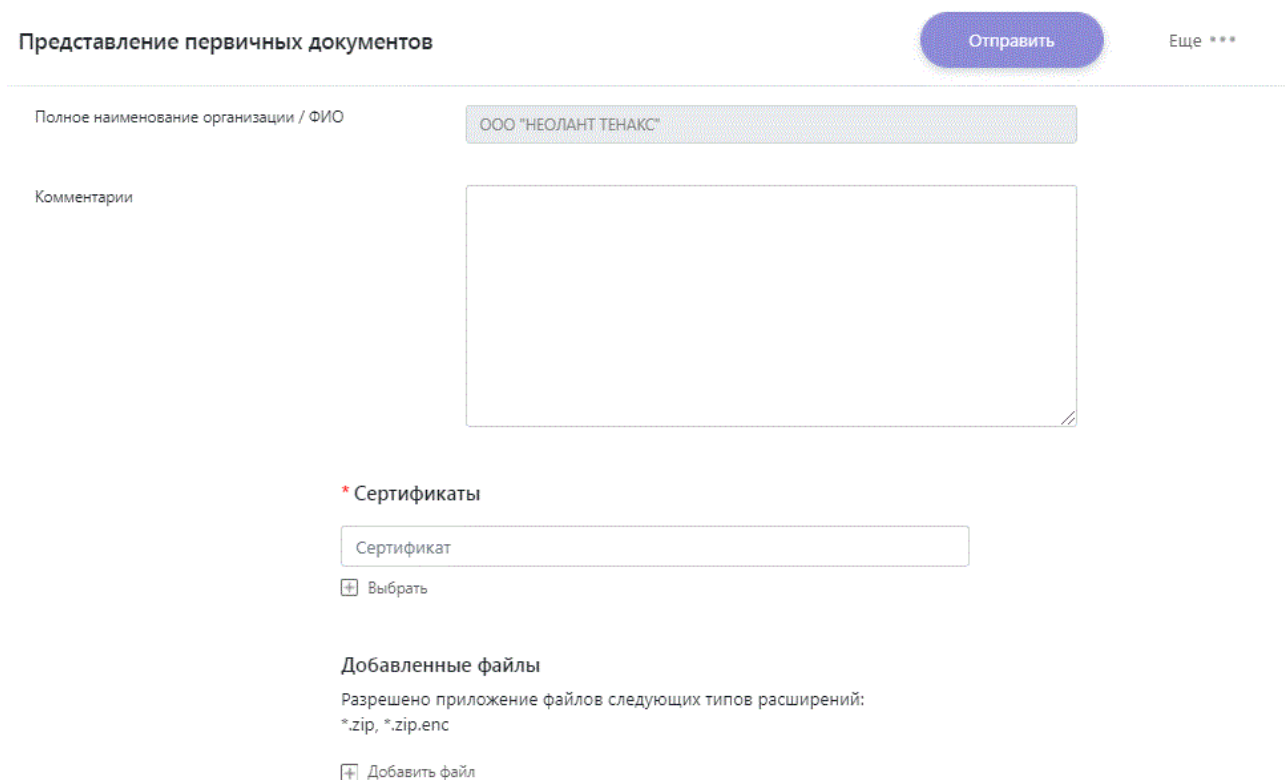 Представление первичных документов
Отправить
Еще
Полное наименование организации / ФИО
ООО "НЕОЛАНТ ТЕНАКС"
Комментарии
* Сертификаты
Сертификат
Выбрать
Добавленные файлы
Разрешено приложение файлов следующих типов расширений:
*.zip, *.zip.enc
Добавить файл